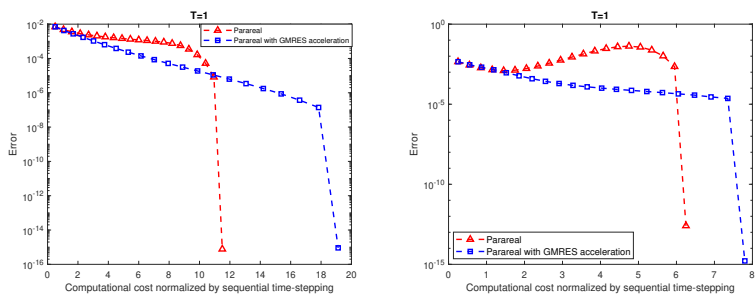 T=1
10^-2
10^-4
10^-6
10^-8
10^-10
10^-12
10^-14
10^-16
Error
Parareal
Parareal with GMRES acceleration
0 2 4 6 8 10 12 14 16 18 20
Computational cost normalized by sequential time-stepping
T=1
10^0
10^-5
10^-10
10^-15
Error
Parareal
Parareal with GMRES acceleration
0 1 2 3 4 5 6 7 8
Computational cost normalized by sequential time-stepping